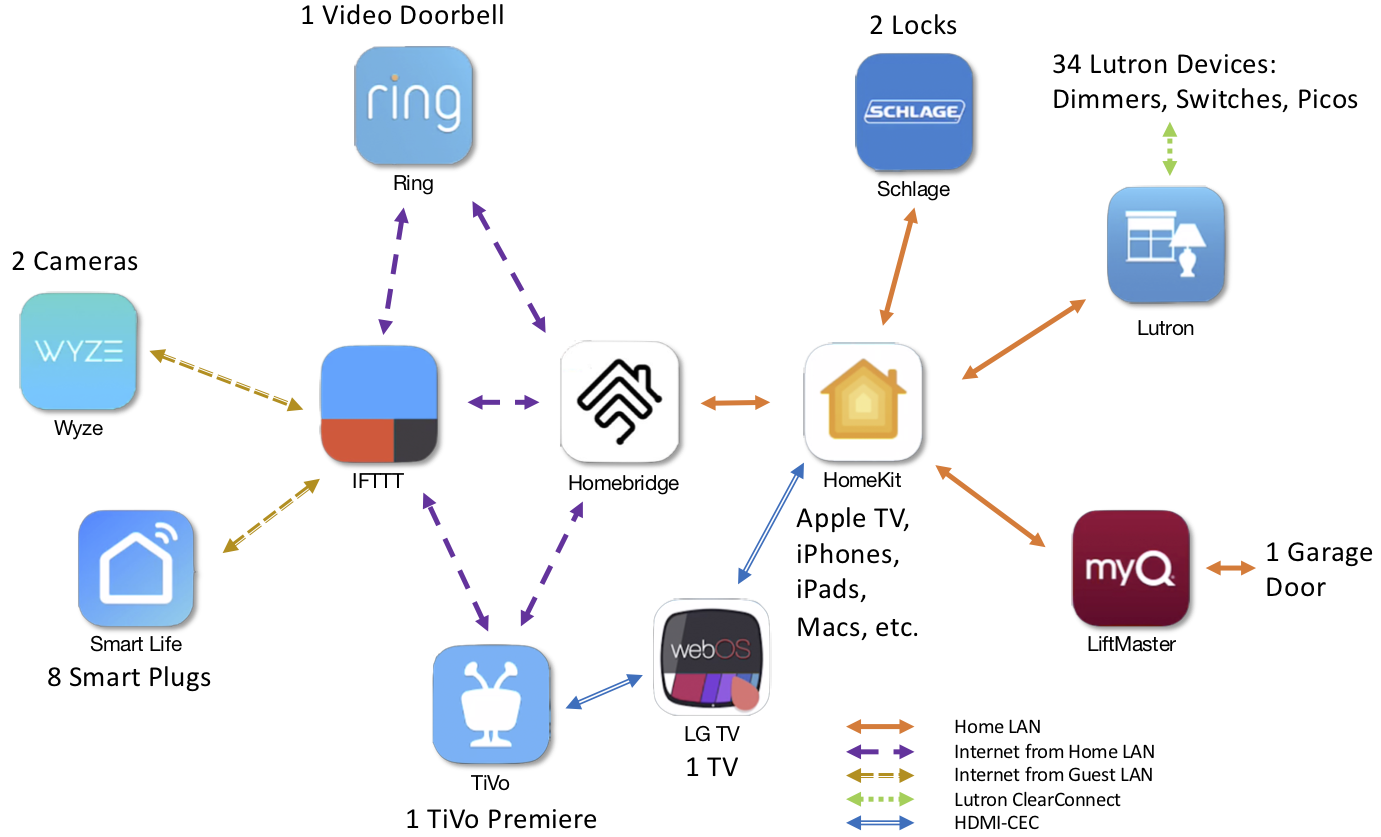 1 Video Doorbell
ring
Ring
2 Locks
SCHLAGE
Schlage
34 Lutron Devices:
Dimmers, Switches, Picos
Lutron
2 Cameras
WYZE
Wyze
IFTTT
Homebridge
HomeKit
Apple TV,
iPhones,
iPads,
Macs, etc.
Smart Life
8 Smart Plugs
TiVo
1 TiVo Premiere
webOS
LG TV
1 TV
myQ
LiftMaster
1 Garage
Door
Home LAN
Internet from Home LAN
Internet from Guest LAN
Lutron ClearConnect
HDMI-CEC